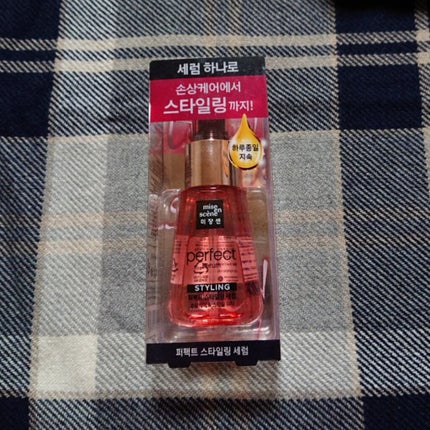 세럼 하나로
손상케어에서
스타일링까지!
하루종일
지속
mise
en
scène
미쟝센
perfect
STYLING
퍼펙트 스타일링 세럼